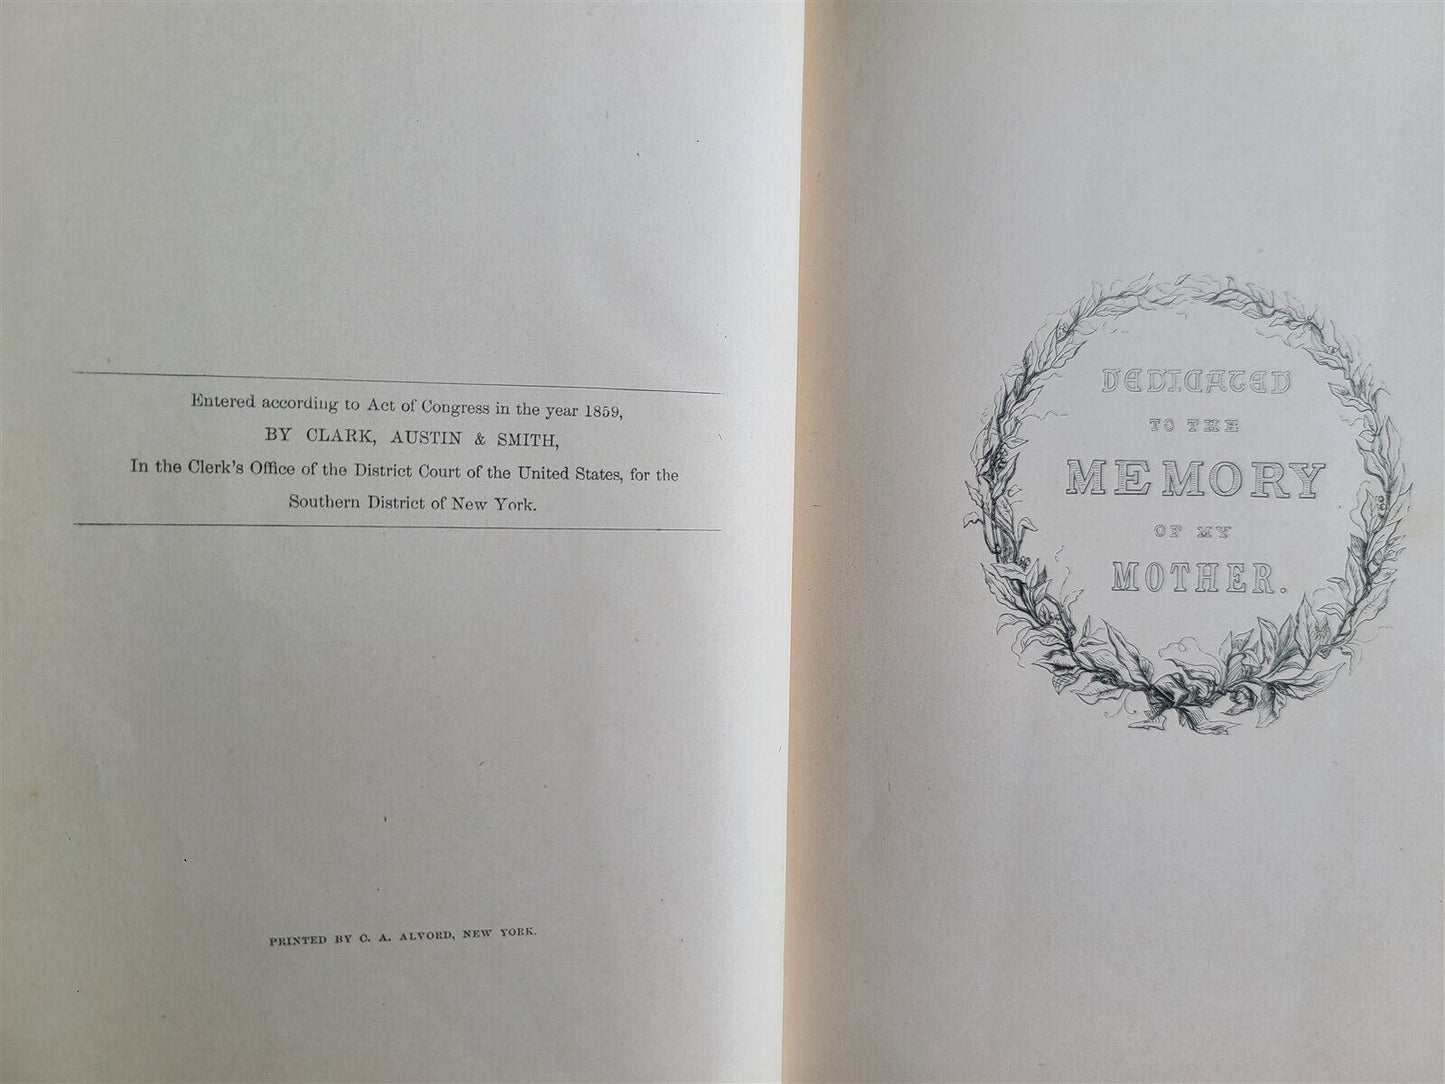 Entered according to Act of Congress in the year 1859,
BY CLARK, AUSTIN & SMITH,
In the Clerk's Office of the District Court of the United States, for the
Southern District of New York.
PRINTED BY C. A. ALVORD, NEW YORK.
DEDICATED
TO THE
MEMORY
OF MY
MOTHER.